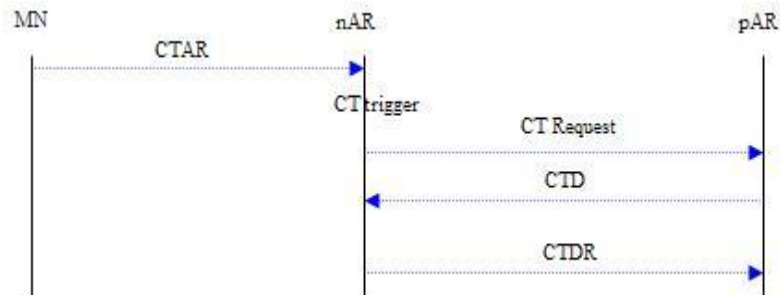 MN
nAR
pAR
CTAR
CT trigger
CT Request
CTD
CTDR